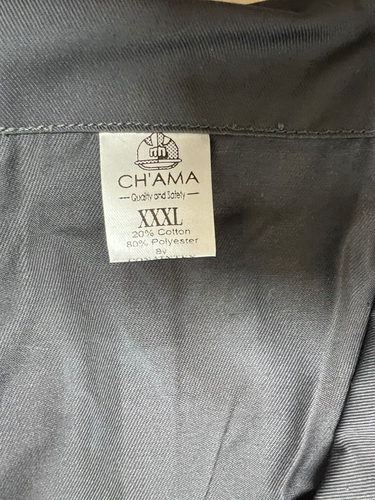 CH'AMA
Quality and Safety
XXXL
20% Cotton
80% Polyester
By